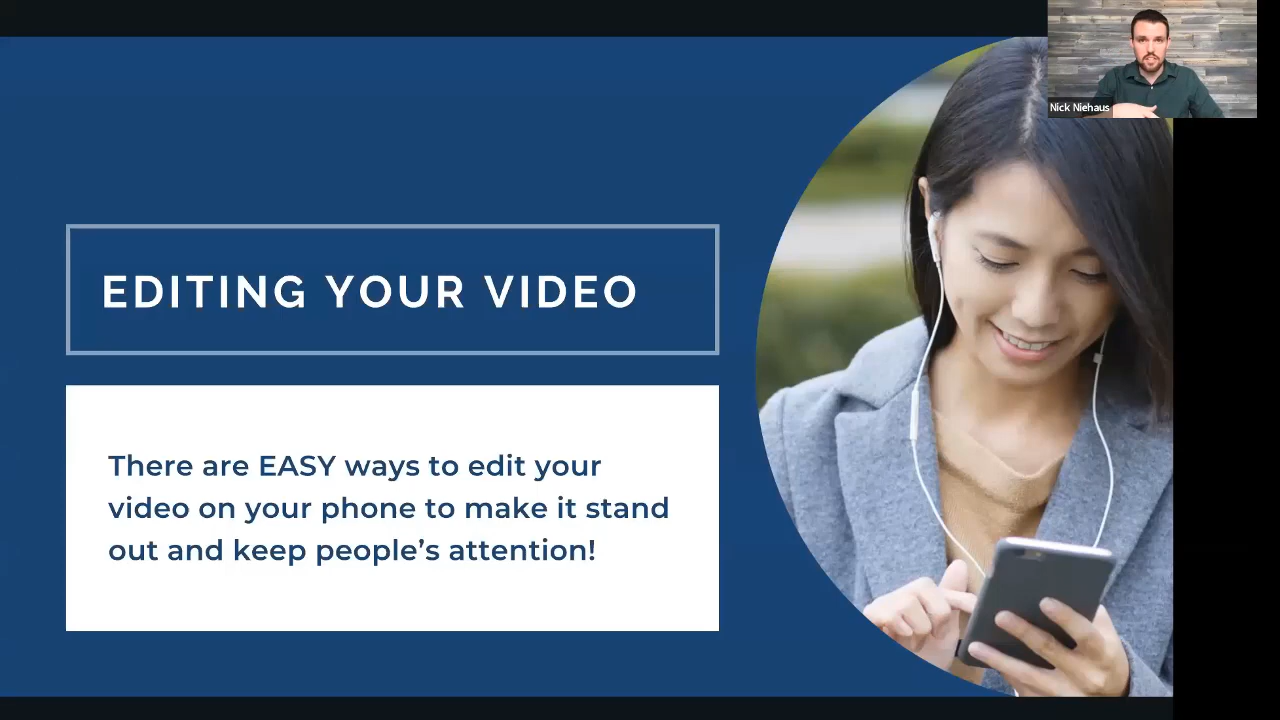 Nick Niehaus
EDITING YOUR VIDEO
There are EASY ways to edit your
video on your phone to make it stand
out and keep people’s attention!